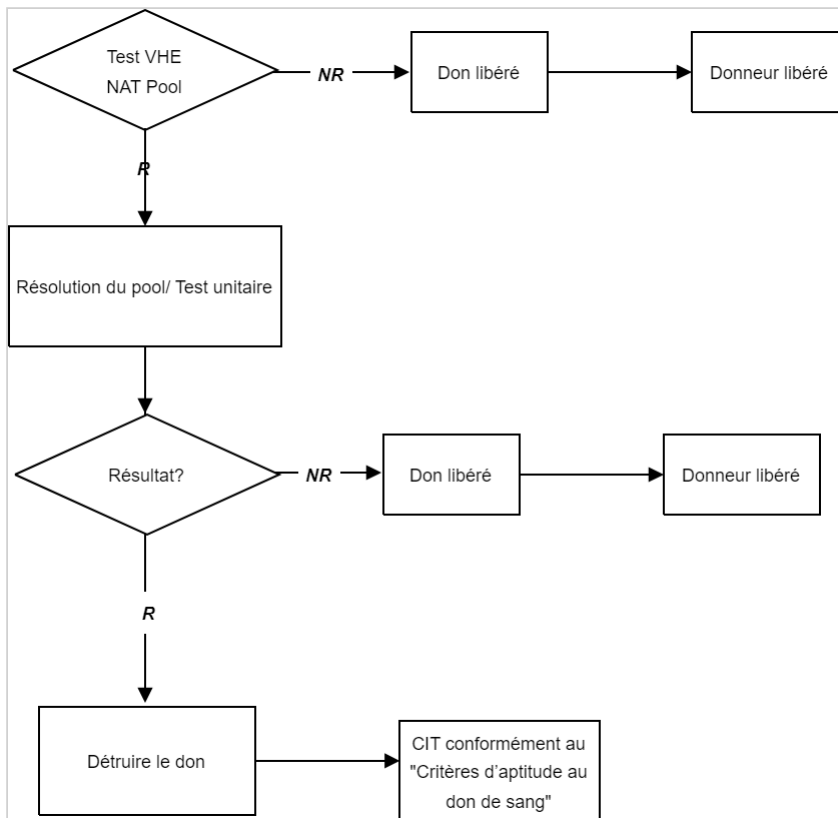 Test VHE
NAT Pool
NR
Don libéré
Donneur libéré
R
Résolution du pool/ Test unitaire
Résultat?
NR
Don libéré
Donneur libéré
R
Détruire le don
CIT conformément au
"Critères d'aptitude au
don de sang"